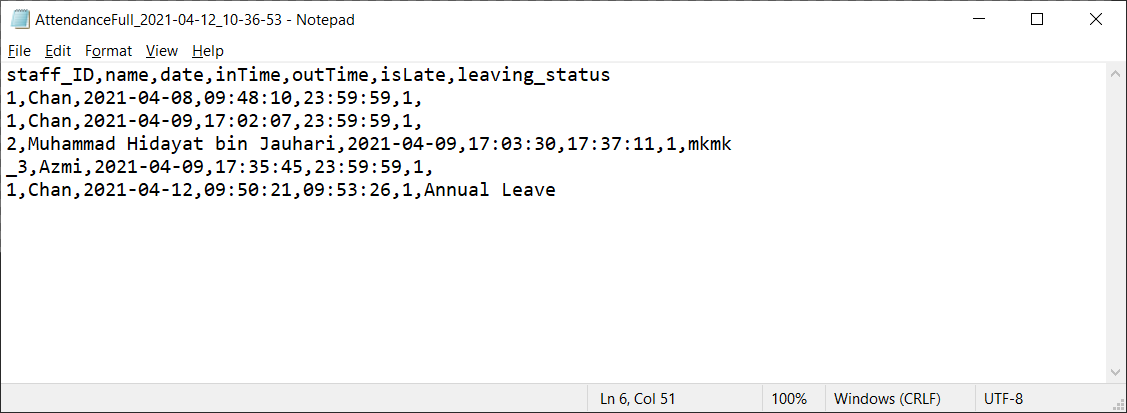 AttendanceFull_2021-04-12_10-36-53 - Notepad
File Edit Format View Help
staff_ID,name,date,inTime,outTime,isLate,leaving_status
1,Chan,2021-04-08,09:48:10,23:59:59,1,
1,Chan,2021-04-09,17:02:07,23:59:59,1,
2,Muhammad Hidayat bin Jauhari,2021-04-09,17:03:30,17:37:11,1,mkmk
_3,Azmi,2021-04-09,17:35:45,23:59:59,1,
1,Chan,2021-04-12,09:50:21,09:53:26,1,Annual Leave
Ln 6, Col 51 100% Windows (CRLF) UTF-8